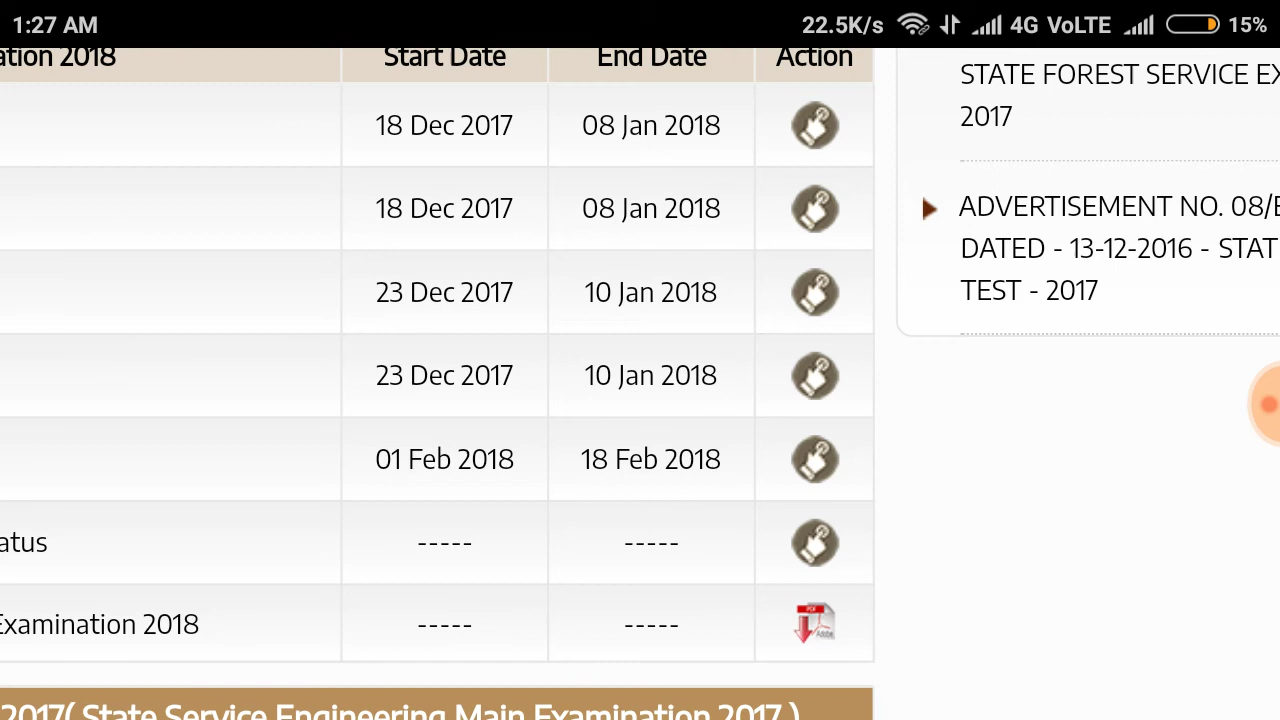 1:27 AM 22.5K/s 4G VoLTE 15%
ation 2018 Start Date End Date Action
18 Dec 2017 08 Jan 2018
18 Dec 2017 08 Jan 2018
23 Dec 2017 10 Jan 2018
23 Dec 2017 10 Jan 2018
01 Feb 2018 18 Feb 2018
atus ----- -----
Examination 2018 ----- ----- PDF Adobe
2017( State Service Engineering Main Examination 2017 )
STATE FOREST SERVICE EX
2017
ADVERTISEMENT NO. 08/E
DATED - 13-12-2016 - STAT
TEST - 2017